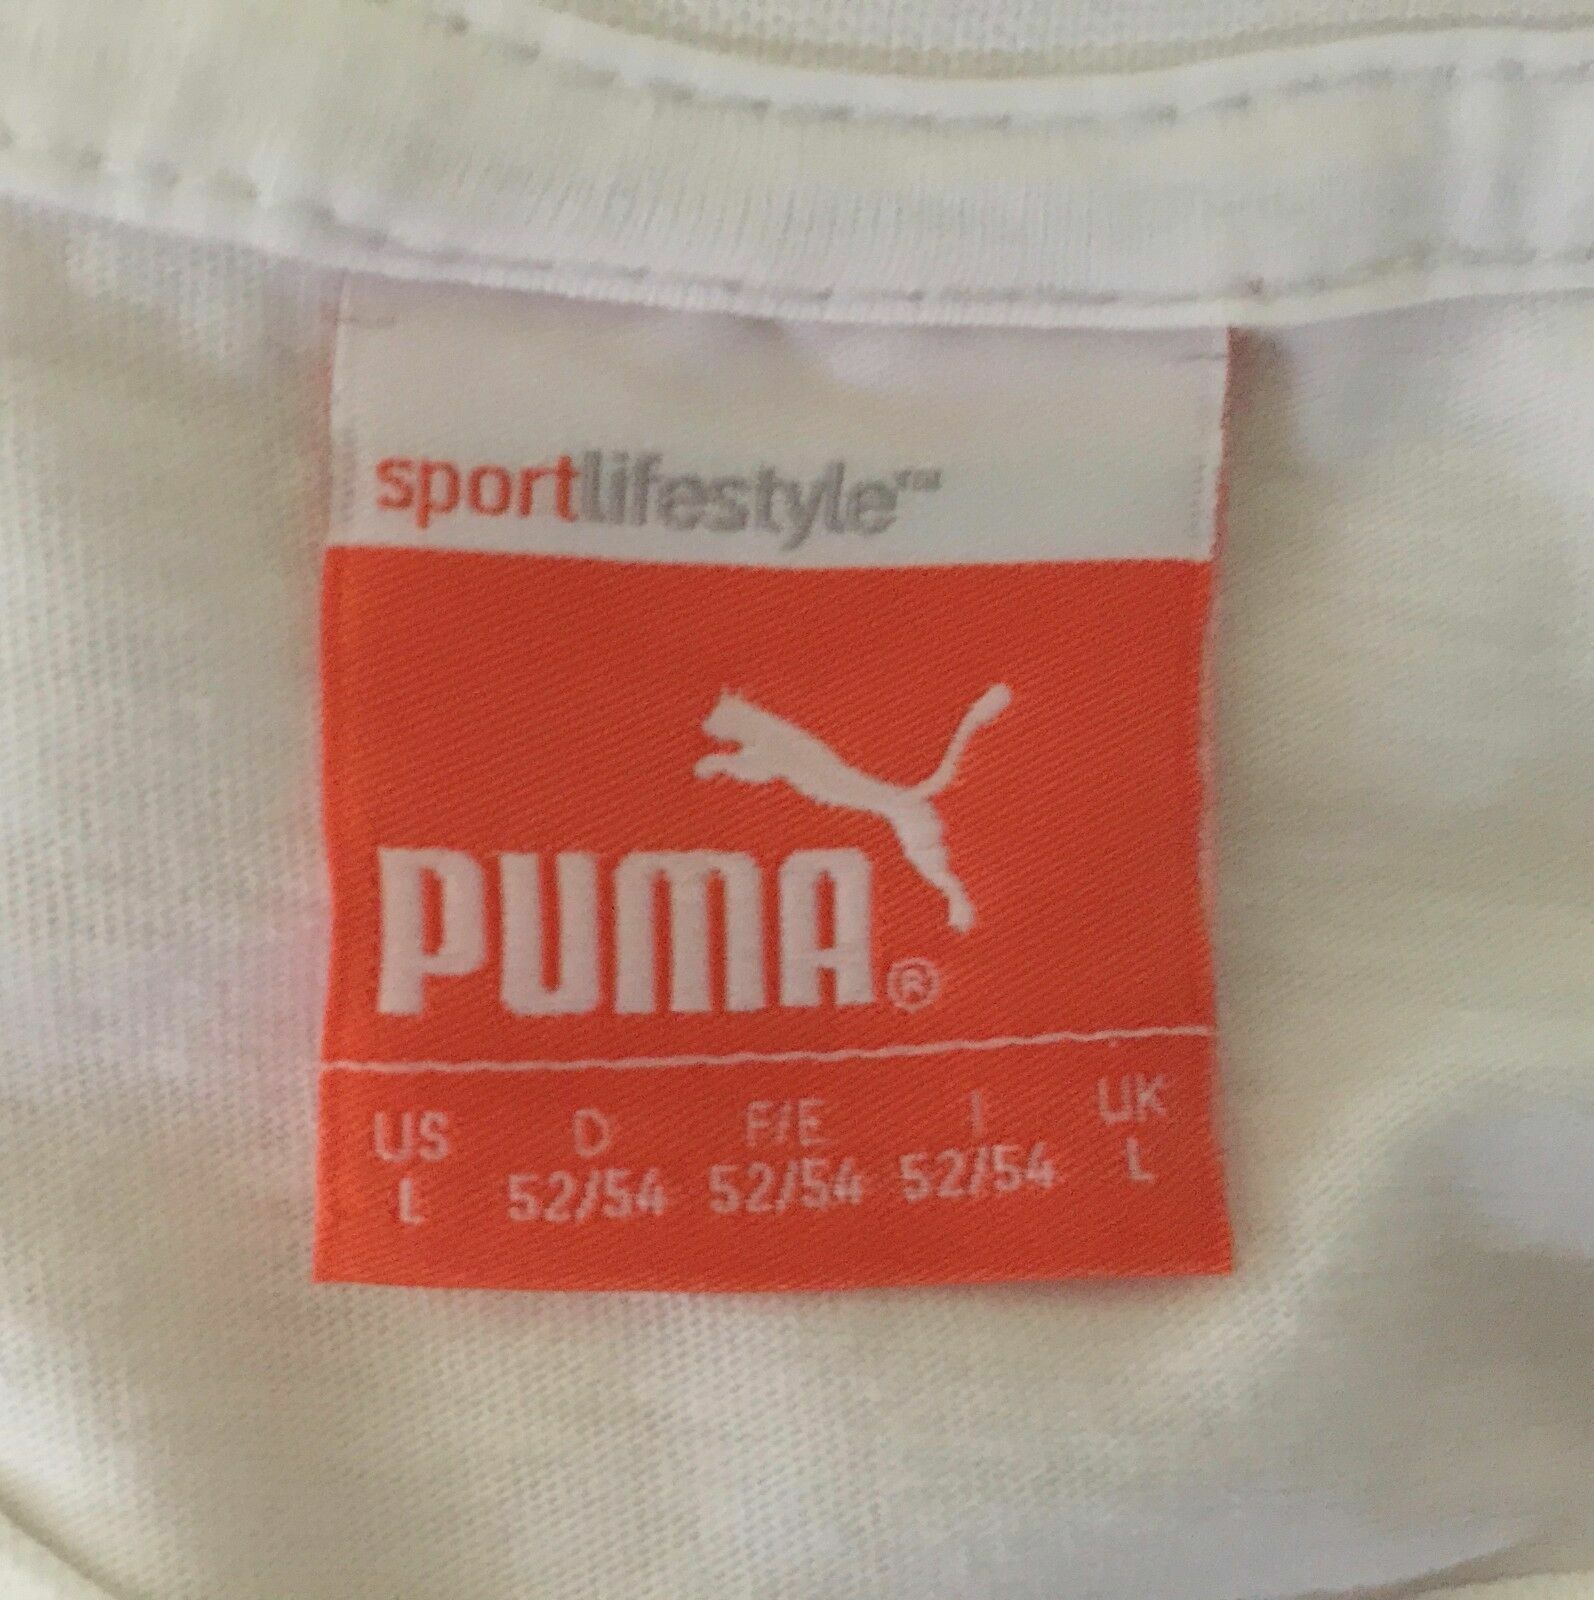 sportlifestyle™
PUMA®
US D F/E I UK
L 52/54 52/54 52/54 L